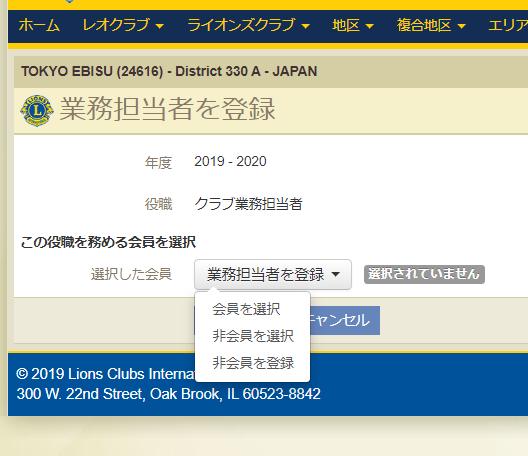 ホーム レオクラブ ライオンズクラブ 地区 複合地区 エリア
TOKYO EBISU (24616) - District 330 A - JAPAN
業務担当者を登録
年度 2019 - 2020
役職 クラブ業務担当者
この役職を務める会員を選択
選択した会員 業務担当者を登録 選択されていません
会員を選択
非会員を選択
キャンセル
非会員を登録
© 2019 Lions Clubs Internat
300 W. 22nd Street, Oak Brook, IL 60523-8842